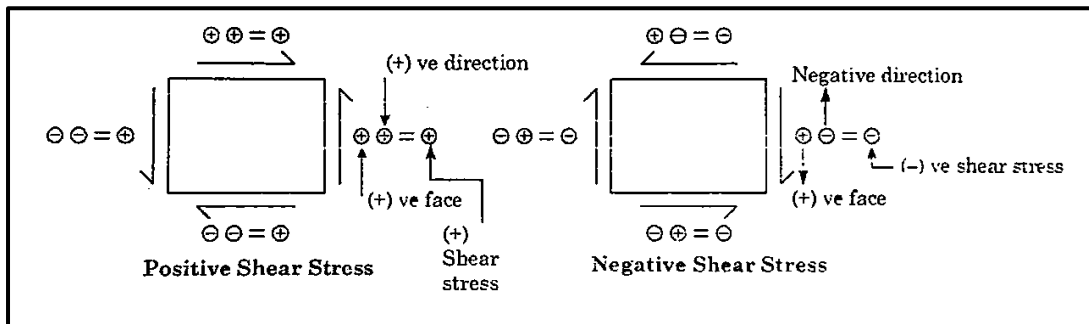 ⊕ ⊕ = ⊕
(+) ve direction
⊖ ⊖ = ⊕
⊕ ⊕ = ⊕
(+) ve face
⊖ ⊖ = ⊕
(+)
Shear
stress
Positive Shear Stress
⊕ ⊖ = ⊖
Negative direction
⊖ ⊕ = ⊖
⊕ ⊖ = ⊖
(–) ve shear stress
(+) ve face
⊖ ⊕ = ⊖
Negative Shear Stress